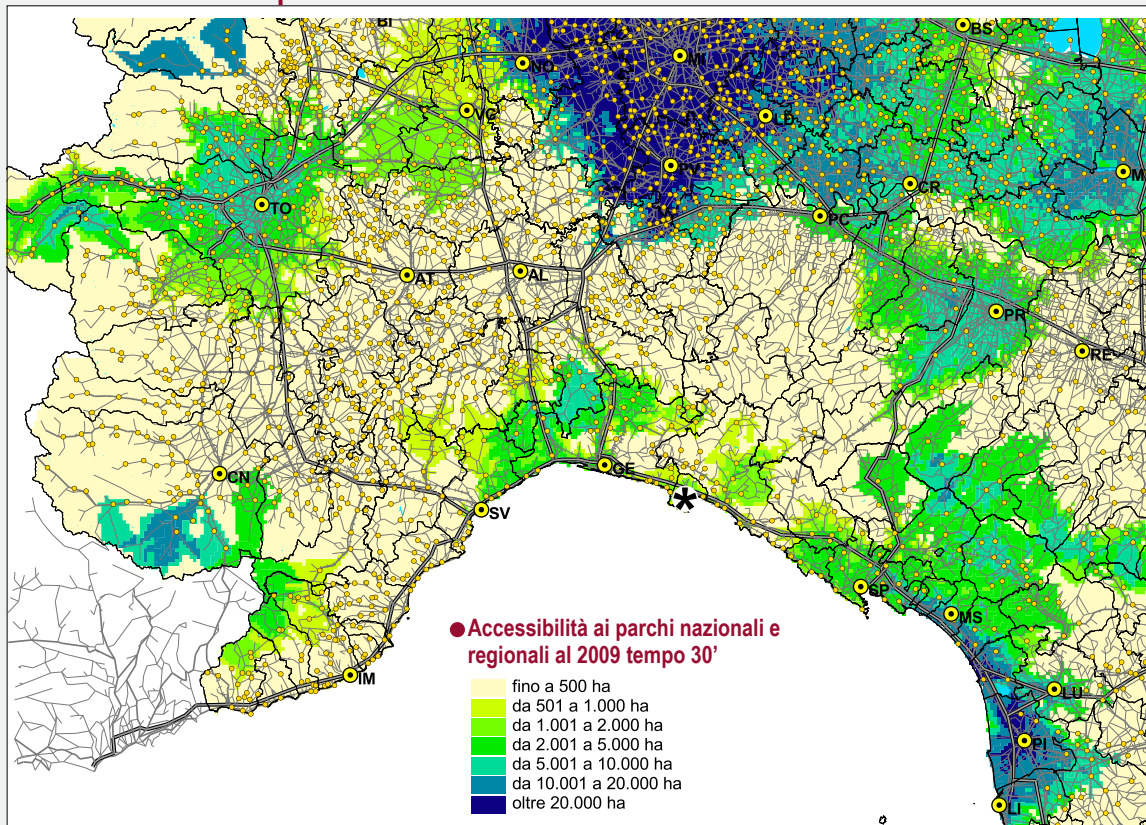 BI
BS
NO
MI
VC
LD
PV
M
CR
TO
PC
AT
AL
PR
RE
GE
CN
*
SV
SP
MS
● Accessibilità ai parchi nazionali e
regionali al 2009 tempo 30’
IM
fino a 500 ha
LU
da 501 a 1.000 ha
da 1.001 a 2.000 ha
PI
da 2.001 a 5.000 ha
da 5.001 a 10.000 ha
da 10.001 a 20.000 ha
oltre 20.000 ha
LI